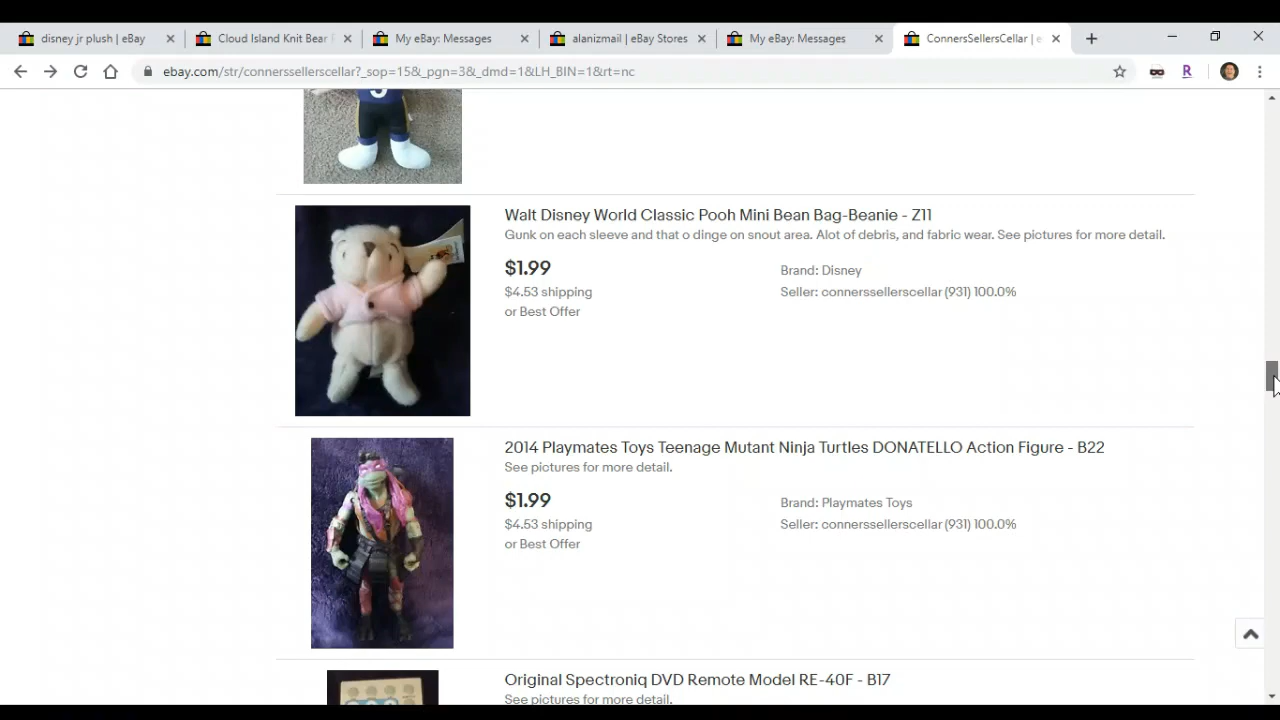 disney jr plush | eBay
Cloud Island Knit Bear
My eBay: Messages
alanizmail | eBay Stores
My eBay: Messages
ConnersSellersCellar | e
ebay.com/str/connerssellerscellar?_sop=15&_pgn=3&_dmd=1&LH_BIN=1&rt=nc
R
Walt Disney World Classic Pooh Mini Bean Bag-Beanie - Z11
Gunk on each sleeve and that o dinge on snout area. Alot of debris, and fabric wear. See pictures for more detail.
$1.99
Brand: Disney
$4.53 shipping
Seller: connerssellerscellar (931) 100.0%
or Best Offer
2014 Playmates Toys Teenage Mutant Ninja Turtles DONATELLO Action Figure - B22
See pictures for more detail.
$1.99
Brand: Playmates Toys
$4.53 shipping
Seller: connerssellerscellar (931) 100.0%
or Best Offer
Original Spectroniq DVD Remote Model RE-40F - B17
See pictures for more detail.